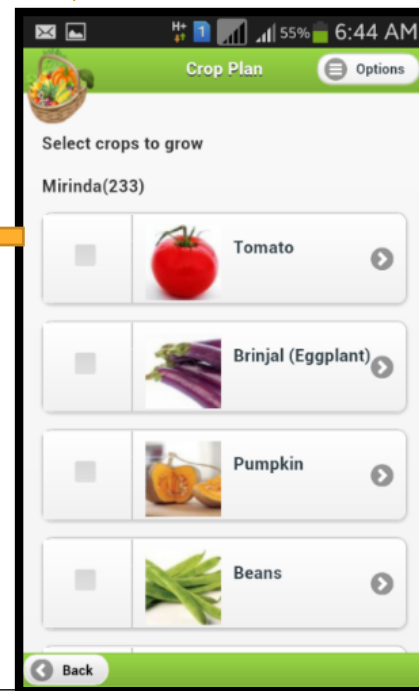 H+ 1 55% 6:44 AM
Crop Plan
Options
Select crops to grow
Mirinda(233)
Tomato
Brinjal (Eggplant)
Pumpkin
Beans
Back